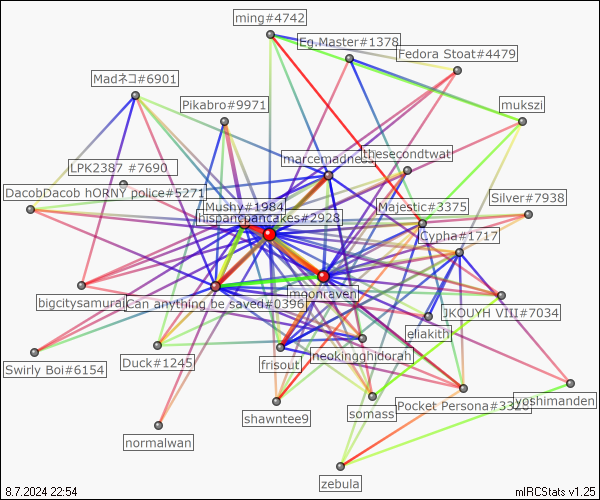 ming#4742
Eg.Master#1378
Fedora Stoat#4479
Madネコ#6901
Pikabro#9971
mukszi
marcemadness
thesecondtwat
LPK2387 #7690
DacobDacob hORNY police#5271
Silver#7938
Mushy#1984
Majestic#3375
hispanicpancakes#2928
Cypha#1717
moonraven
bigcitysamurai
Can anything be saved#0396
JKOUYH VIII#7034
eliakith
neokingghidorah
Duck#1245
frisout
Swirly Boi#6154
shawntee9
somass
Pocket Persona#3320
yoshimanden
normalwan
zebula
8.7.2024 22:54
mIRCStats v1.25